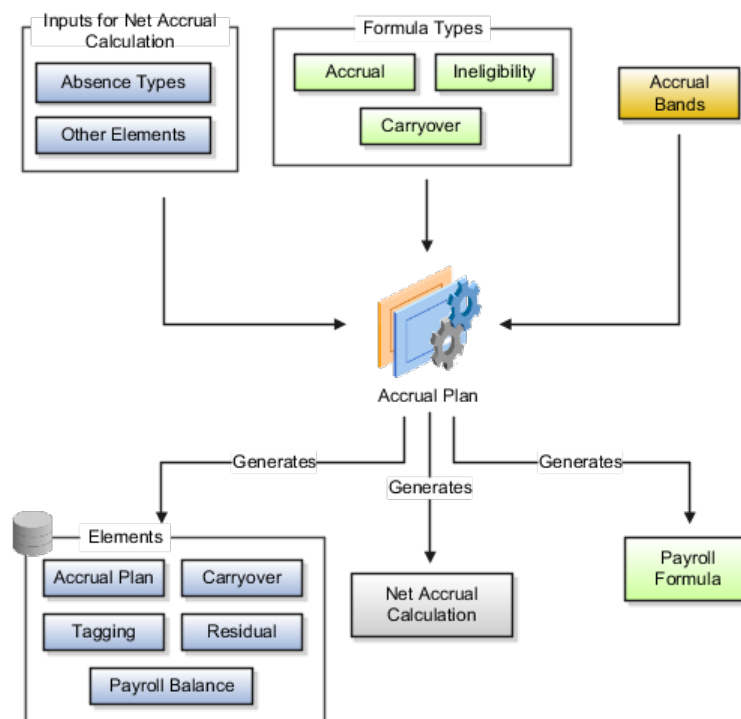 Inputs for Net Accrual
Calculation
Absence Types
Other Elements
Formula Types
Accrual
Ineligibility
Carryover
Accrual
Bands
Accrual Plan
Generates
Generates
Generates
Elements
Accrual Plan
Carryover
Tagging
Residual
Payroll Balance
Net Accrual
Calculation
Payroll
Formula